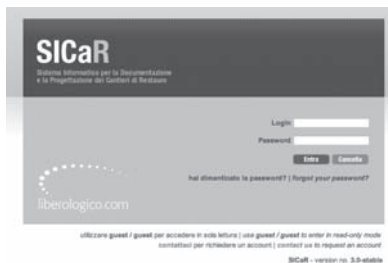 SICaR
Sistema Informatico per la Documentazione
e la Progettazione dei Cantieri di Restauro
Login
Password
Entra Cancella
hai dimenticato la password? | forgot your password?
liberologico.com
utilizzare guest / guest per accedere in sola lettura | use guest / guest to enter in read-only mode
contattaci per richiedere un account | contact us to request an account
SICaR - version no. 3.0-stable